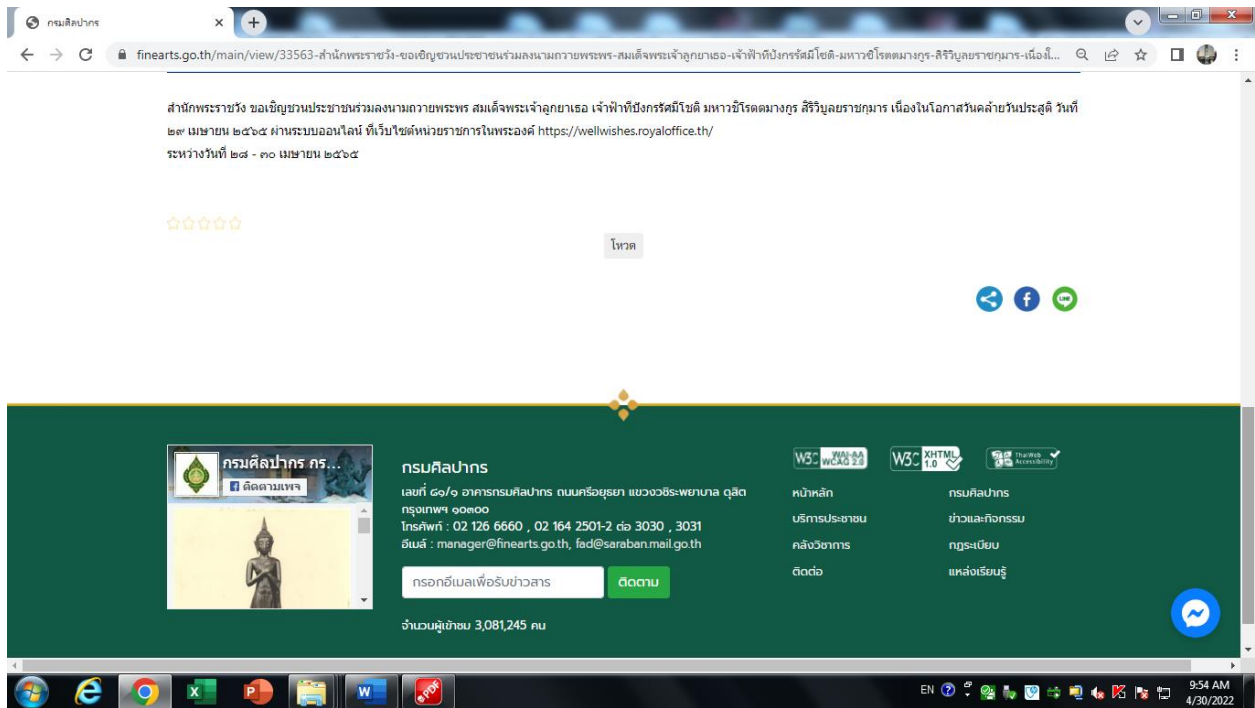 กรมศิลปากร
finearts.go.th/main/view/33563-สำนักพระราชวัง-ขอเชิญชวนประชาชนร่วมลงนามถวายพระพร-สมเด็จพระเจ้าลูกยาเธอ-เจ้าฟ้าทีปังกรรัศมีโชติ-มหาวชิโรตตมางกูร-สิริวิบูลยราชกุมาร-เนื่องใ...
สำนักพระราชวัง ขอเชิญชวนประชาชนร่วมลงนามถวายพระพร สมเด็จพระเจ้าลูกยาเธอ เจ้าฟ้าทีปังกรรัศมีโชติ มหาวชิโรตตมางกูร สิริวิบูลยราชกุมาร เนื่องในโอกาสวันคล้ายวันประสูติ วันที่
๒๙ เมษายน ๒๕๖๕ ผ่านระบบออนไลน์ ที่เว็บไซต์หน่วยราชการในพระองค์ https://wellwishes.royaloffice.th/
ระหว่างวันที่ ๒๘ - ๓๐ เมษายน ๒๕๖๕
โหวต
กรมศิลปากร กร...
ติดตามเพจ
กรมศิลปากร
เลขที่ ๘๑/๑ อาคารกรมศิลปากร ถนนศรีอยุธยา แขวงวชิระพยาบาล ดุสิต
กรุงเทพฯ ๑๐๓๐๐
โทรศัพท์ : 02 126 6660 , 02 164 2501-2 ต่อ 3030 , 3031
อีเมล์ : manager@finearts.go.th, fad@saraban.mail.go.th
กรอกอีเมลเพื่อรับข่าวสาร
ติดตาม
จำนวนผู้เข้าชม 3,081,245 คน
W3C WAI-AA WCAG 2.0
W3C XHTML 1.0
ThaiWeb Accessibility
หน้าหลัก
บริการประชาชน
คลังวิชาการ
ติดต่อ
กรมศิลปากร
ข่าวและกิจกรรม
กฎระเบียบ
แหล่งเรียนรู้
EN
9:54 AM
4/30/2022